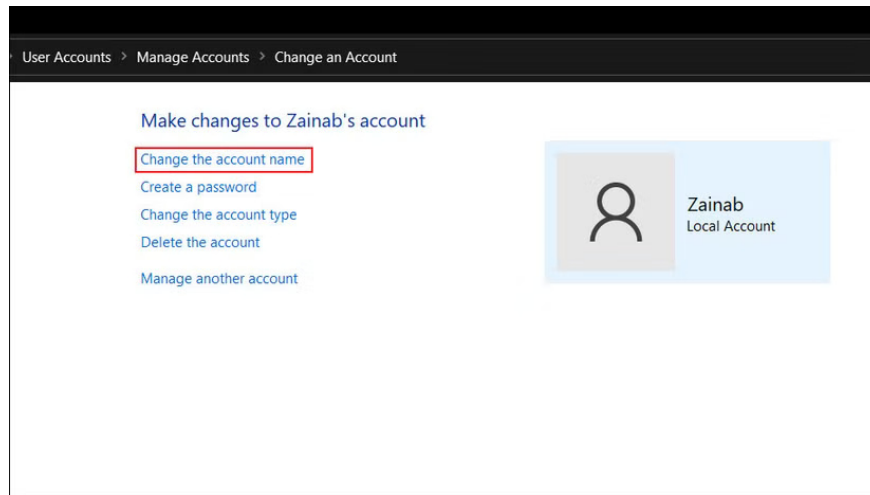 User Accounts > Manage Accounts > Change an Account
Make changes to Zainab's account
Change the account name
Create a password
Change the account type
Delete the account
Manage another account
Zainab
Local Account